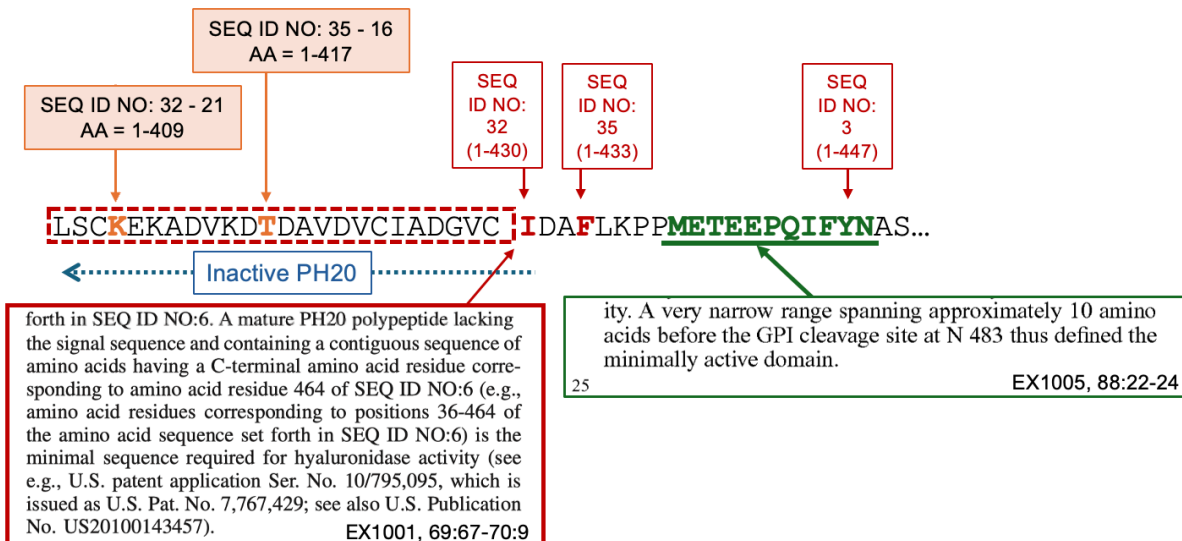 SEQ ID NO: 35 - 16
AA = 1-417
SEQ ID NO: 32 - 21
AA = 1-409
SEQ
ID NO:
32
(1-430)
SEQ
ID NO:
35
(1-433)
SEQ
ID NO:
3
(1-447)
LSCKEKADVKDTDAVDVCIADGVC IDAFLKPPMETEEPQIFYNAS...
Inactive PH20
forth in SEQ ID NO:6. A mature PH20 polypeptide lacking
the signal sequence and containing a contiguous sequence of
amino acids having a C-terminal amino acid residue corre-
sponding to amino acid residue 464 of SEQ ID NO:6 (e.g.,
amino acid residues corresponding to positions 36-464 of
the amino acid sequence set forth in SEQ ID NO:6) is the
minimal sequence required for hyaluronidase activity (see
e.g., U.S. patent application Ser. No. 10/795,095, which is
issued as U.S. Pat. No. 7,767,429; see also U.S. Publication
No. US20100143457).
EX1001, 69:67-70:9
ity. A very narrow range spanning approximately 10 amino
acids before the GPI cleavage site at N 483 thus defined the
minimally active domain.
25
EX1005, 88:22-24